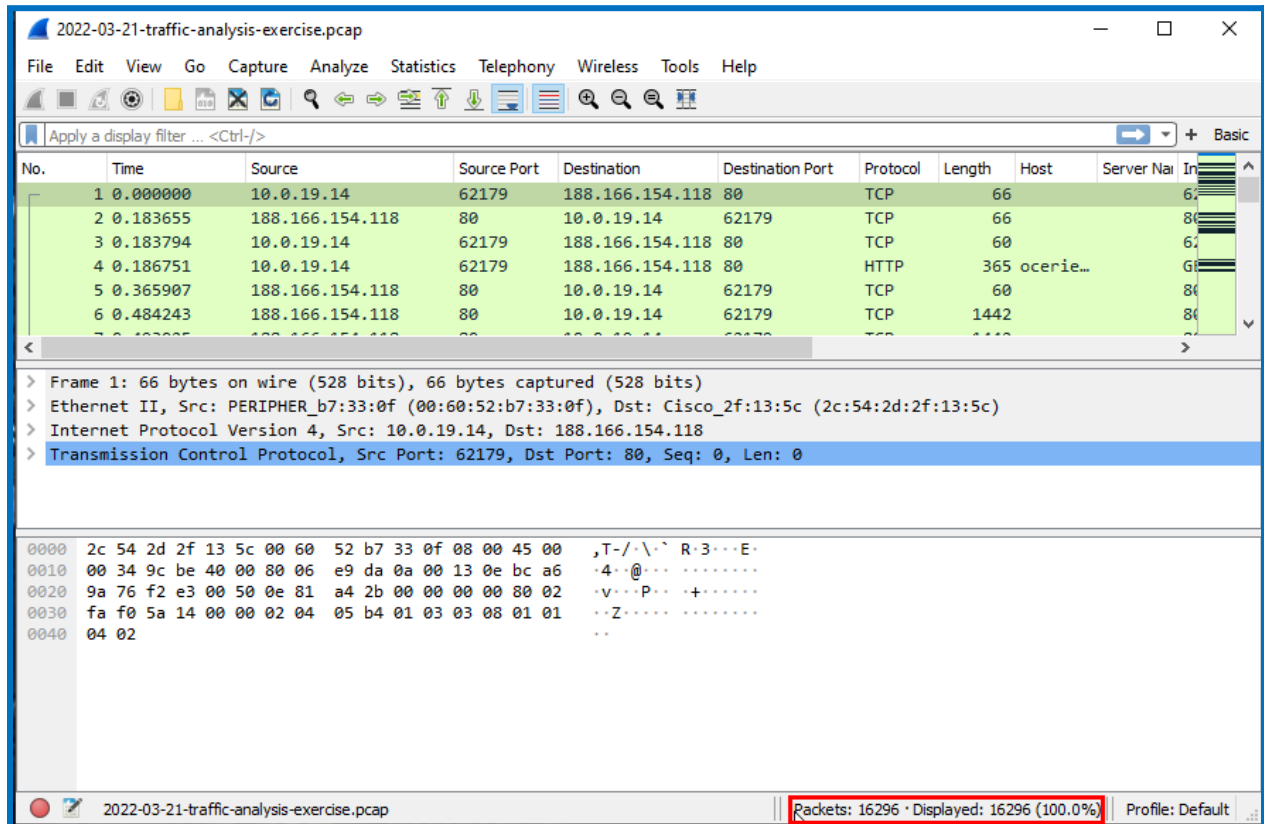 2022-03-21-traffic-analysis-exercise.pcap
File Edit View Go Capture Analyze Statistics Telephony Wireless Tools Help
Apply a display filter ... <Ctrl-/> + Basic
No. Time Source Source Port Destination Destination Port Protocol Length Host Server Nar In
1 0.000000 10.0.19.14 62179 188.166.154.118 80 TCP 66 62
2 0.183655 188.166.154.118 80 10.0.19.14 62179 TCP 66 80
3 0.183794 10.0.19.14 62179 188.166.154.118 80 TCP 60 62
4 0.186751 10.0.19.14 62179 188.166.154.118 80 HTTP 365 ocerie… GE
5 0.365907 188.166.154.118 80 10.0.19.14 62179 TCP 60 80
6 0.484243 188.166.154.118 80 10.0.19.14 62179 TCP 1442 80
> Frame 1: 66 bytes on wire (528 bits), 66 bytes captured (528 bits)
> Ethernet II, Src: PERIPHER_b7:33:0f (00:60:52:b7:33:0f), Dst: Cisco_2f:13:5c (2c:54:2d:2f:13:5c)
> Internet Protocol Version 4, Src: 10.0.19.14, Dst: 188.166.154.118
> Transmission Control Protocol, Src Port: 62179, Dst Port: 80, Seq: 0, Len: 0
0000 2c 54 2d 2f 13 5c 00 60 52 b7 33 0f 08 00 45 00 ,T-/·\·` R·3···E·
0010 00 34 9c be 40 00 80 06 e9 da 0a 00 13 0e bc a6 ·4··@··· ········
0020 9a 76 f2 e3 00 50 0e 81 a4 2b 00 00 00 00 80 02 ·v···P·· ·+······
0030 fa f0 5a 14 00 00 02 04 05 b4 01 03 03 08 01 01 ··Z····· ········
0040 04 02 ··
2022-03-21-traffic-analysis-exercise.pcap Packets: 16296 · Displayed: 16296 (100.0%) Profile: Default